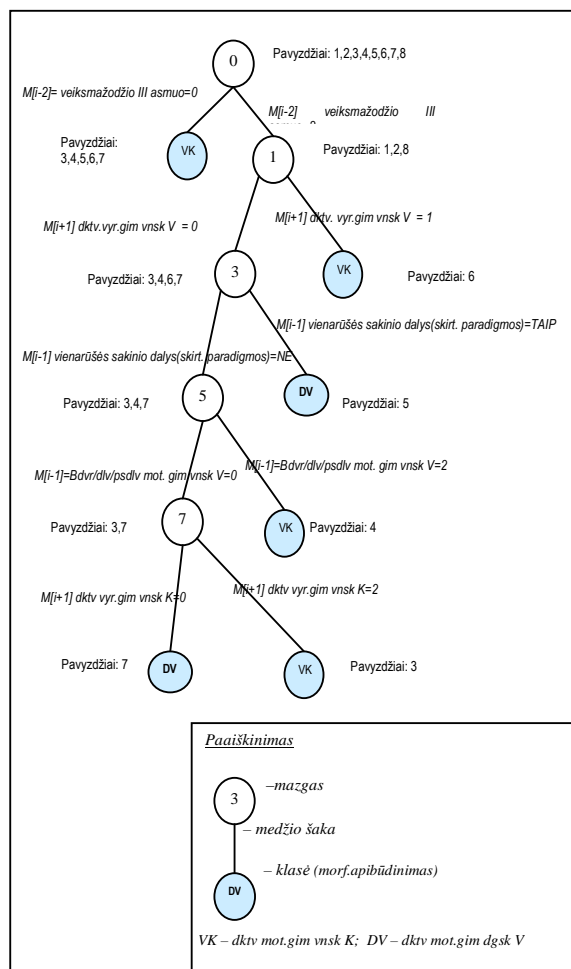 0
Pavyzdžiai: 1,2,3,4,5,6,7,8
M[i-2]= veiksmažodžio III asmuo=0
M[i-2] veiksmažodžio III
Pavyzdžiai:
3,4,5,6,7
VK
1
Pavyzdžiai: 1,2,8
M[i+1] dktv.vyr.gim vnsk V = 0
M[i+1] dktv. vyr.gim vnsk V = 1
Pavyzdžiai: 3,4,6,7
3
VK
Pavyzdžiai: 6
M[i-1] vienarūšės sakinio dalys(skirt. paradigmos)=TAIP
M[i-1] vienarūšės sakinio dalys(skirt. paradigmos)=NE
Pavyzdžiai: 3,4,7
5
DV
Pavyzdžiai: 5
M[i-1]=Bdvr/dlv/psdlv mot. gim vnsk V=0
M[i-1]=Bdvr/dlv/psdlv mot. gim vnsk V=2
Pavyzdžiai: 3,7
7
VK
Pavyzdžiai: 4
M[i+1] dktv vyr.gim vnsk K=0
M[i+1] dktv vyr.gim vnsk K=2
Pavyzdžiai: 7
DV
VK
Pavyzdžiai: 3
Paaiškinimas
3
–mazgas
– medžio šaka
DV
– klasė (morf.apibūdinimas)
VK – dktv mot.gim vnsk K; DV – dktv mot.gim dgsk V